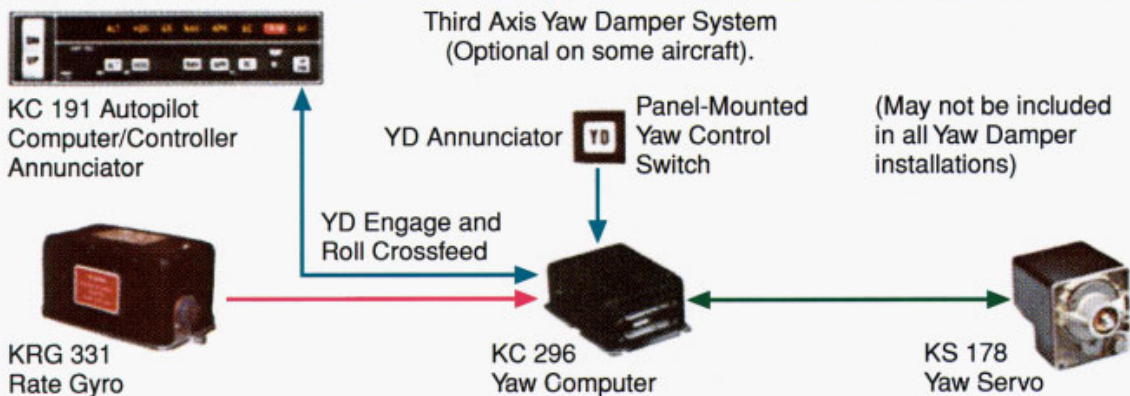 Third Axis Yaw Damper System
(Optional on some aircraft).
KC 191 Autopilot
Computer/Controller
Annunciator
YD Annunciator
YD
Panel-Mounted
Yaw Control
Switch
(May not be included
in all Yaw Damper
installations)
YD Engage and
Roll Crossfeed
KRG 331
Rate Gyro
KC 296
Yaw Computer
KS 178
Yaw Servo